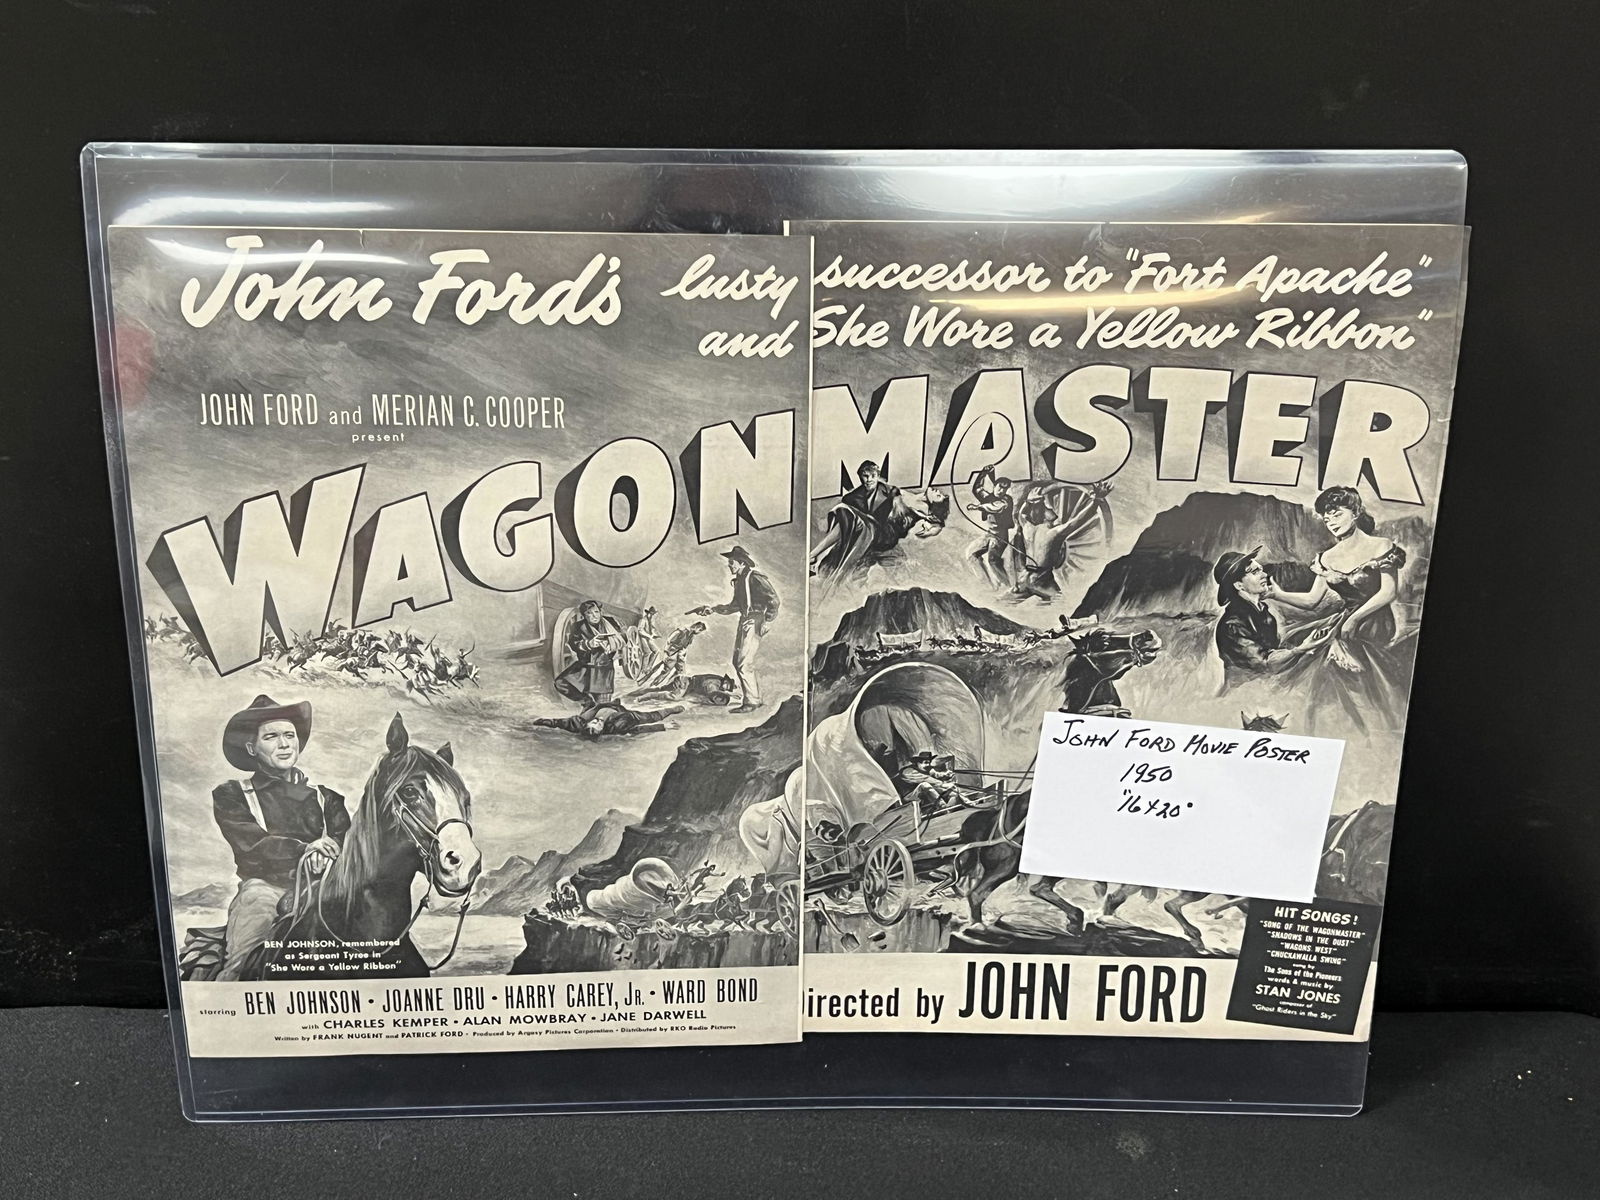 John Ford's lusty successor to "Fort Apache"
and She Wore a Yellow Ribbon"
JOHN FORD and MERIAN C. COOPER
present
WAGONMASTER
JOHN FORD MOVIE POSTER
1950
"16x20"
BEN JOHNSON, remembered
as Sergeant Tyree in
"She Wore a Yellow Ribbon"
starring BEN JOHNSON • JOANNE DRU • HARRY CAREY, JR. • WARD BOND
with CHARLES KEMPER • ALAN MOWBRAY • JANE DARWELL
Written by FRANK NUGENT and PATRICK FORD • Produced by Argosy Pictures Corporation • Distributed by RKO Radio Pictures
irected by JOHN FORD
HIT SONGS!
"SONG OF THE WAGONMASTER"
"SHADOWS IN THE DUST"
"WAGONS WEST"
"CHUCKAWALLA SWING"
sung by
The Sons of the Pioneers
words & music by
STAN JONES
composer of
"Ghost Riders in the Sky"